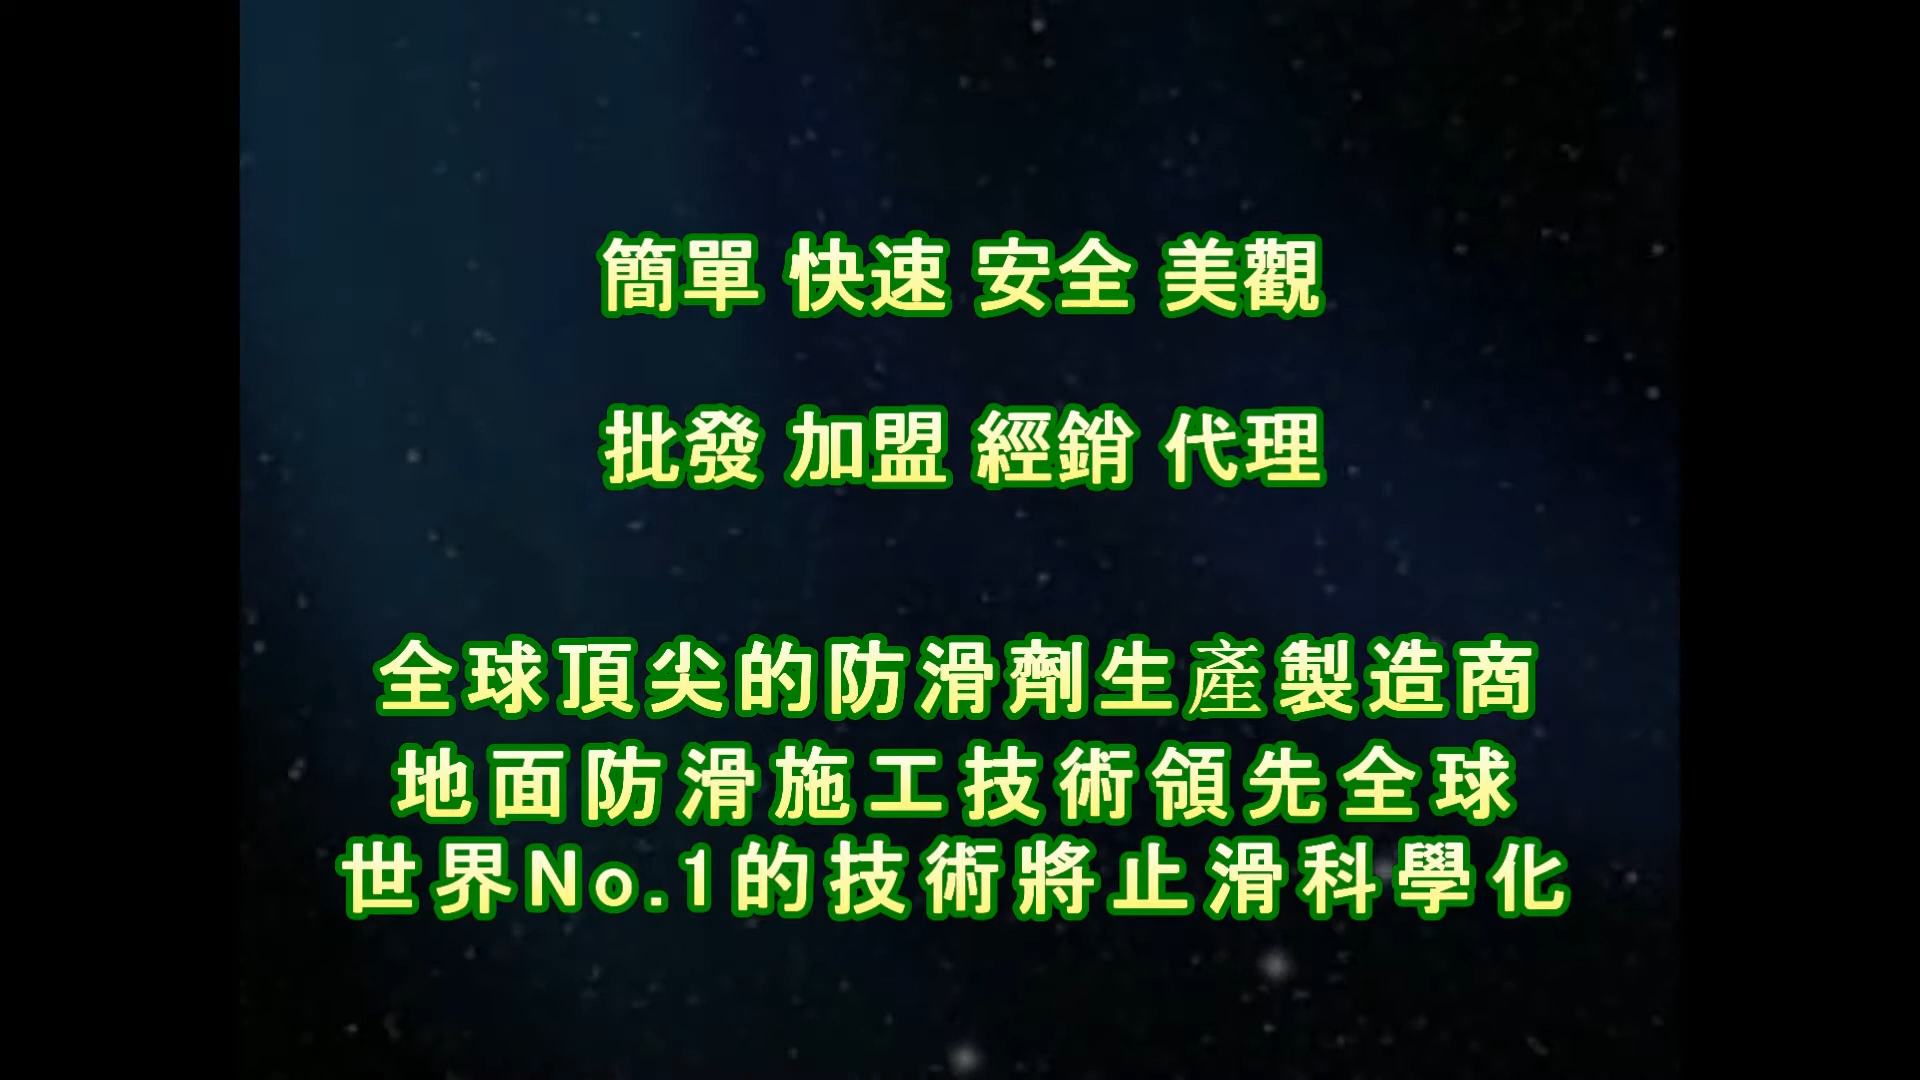 簡單 快速 安全 美觀
批發 加盟 經銷 代理
全球頂尖的防滑劑生產製造商
地面防滑施工技術領先全球
世界No.1的技術將止滑科學化